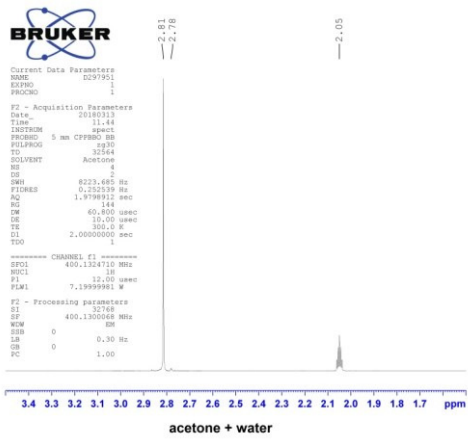 BRUKER
2.81
2.78
2.05
Current Data Parameters
NAME D297951
EXPNO 1
PROCNO 1
F2 - Acquisition Parameters
Date_ 20180313
Time 11.44
INSTRUM spect
PROBHD 5 mm CPPBBO BB
PULPROG zg30
TD 32564
SOLVENT Acetone
NS 4
DS 2
SWH 8223.685 Hz
FIDRES 0.252539 Hz
AQ 1.9798912 sec
RG 144
DW 60.800 usec
DE 10.00 usec
TE 300.0 K
D1 2.00000000 sec
TD0 1
======== CHANNEL f1 ========
SFO1 400.1324710 MHz
NUC1 1H
P1 12.00 usec
PLW1 7.19999981 W
F2 - Processing parameters
SI 32768
SF 400.1300068 MHz
WDW EM
SSB 0
LB 0.30 Hz
GB 0
PC 1.00
3.4 3.3 3.2 3.1 3.0 2.9 2.8 2.7 2.6 2.5 2.4 2.3 2.2 2.1 2.0 1.9 1.8 1.7 ppm
acetone + water